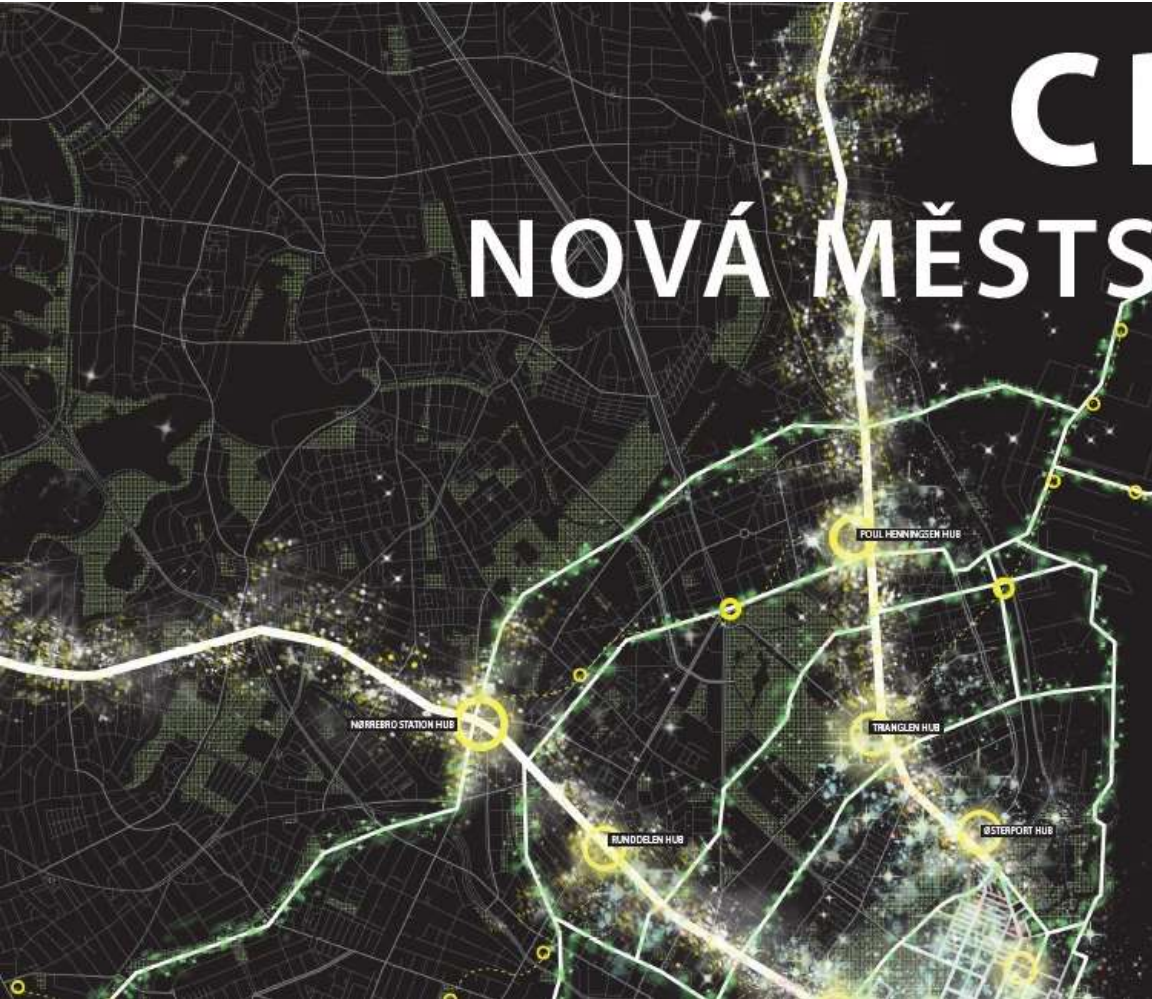 C
NOVÁ MĚSTS
POUL HENNINGSEN HUB
NØRREBRO STATION HUB
TRIANGLEN HUB
ØSTERPORT HUB
RUNDDELEN HUB